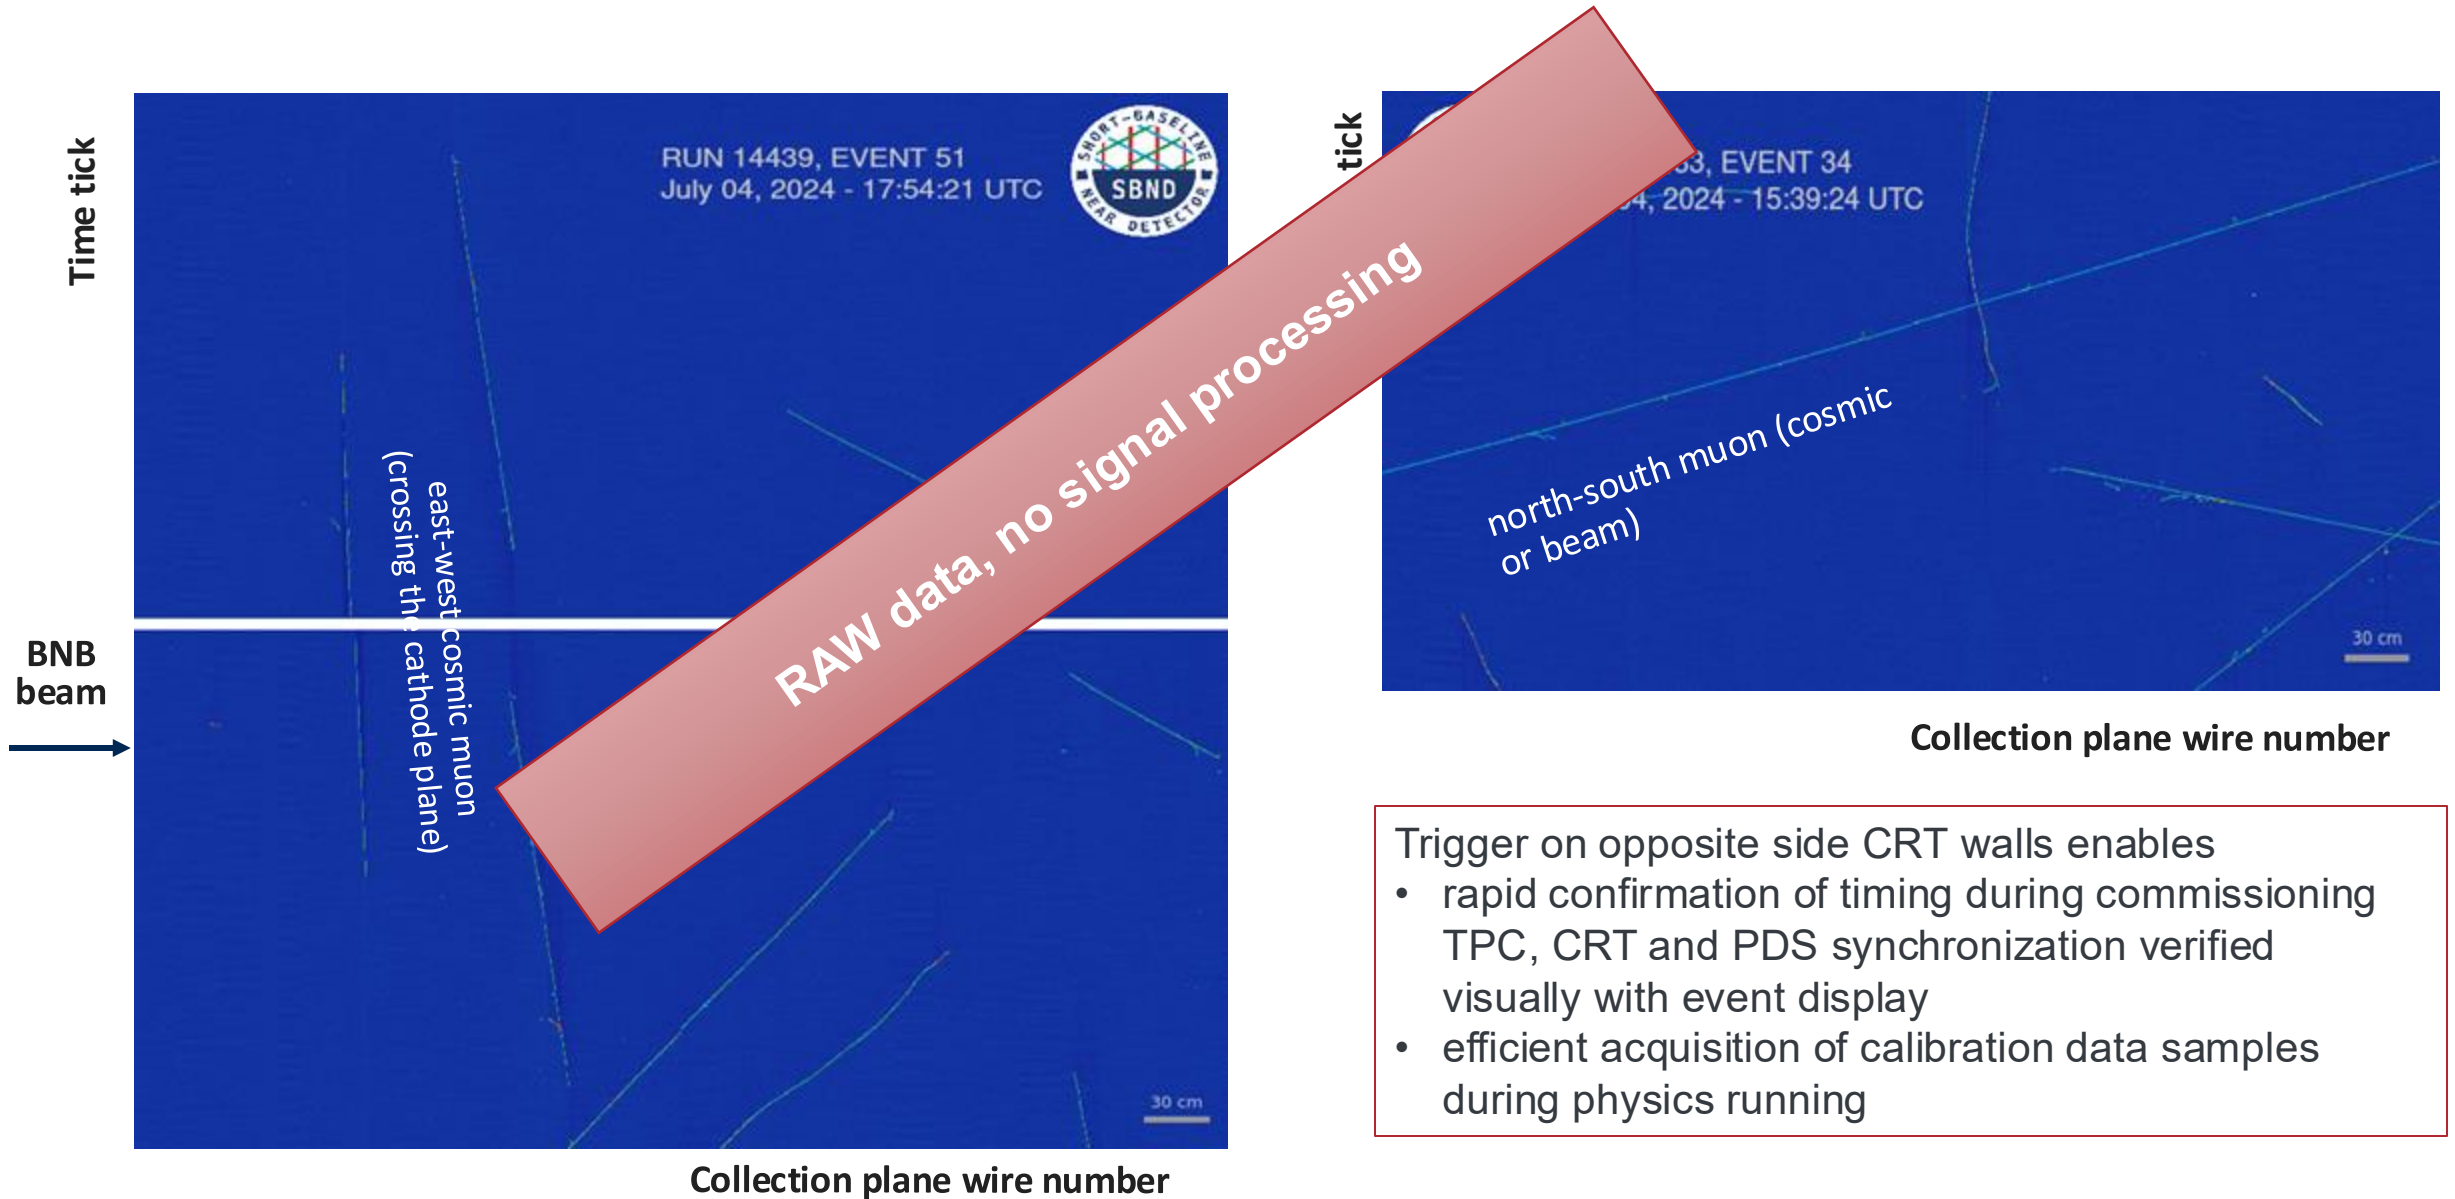 Time tick
RUN 14439, EVENT 51
July 04, 2024 - 17:54:21 UTC
SHORT-BASELINE
SBND
NEAR DETECTOR
east-west cosmic muon
(crossing the cathode plane)
BNB
beam
30 cm
Collection plane wire number
RAW data, no signal processing
tick
33, EVENT 34
04, 2024 - 15:39:24 UTC
north-south muon (cosmic
or beam)
30 cm
Collection plane wire number
Trigger on opposite side CRT walls enables
• rapid confirmation of timing during commissioning
TPC, CRT and PDS synchronization verified
visually with event display
• efficient acquisition of calibration data samples
during physics running